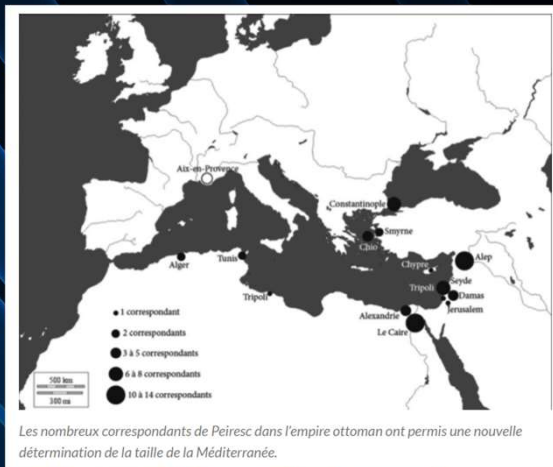 Aix-en-Provence
Constantinople
Smyrne
Chio
Alger
Tunis
Chypre
Alep
Seyde
Tripoli
Damas
Jerusalem
Tripoli
Alexandrie
Le Caire
1 correspondant
2 correspondants
3 à 5 correspondants
6 à 8 correspondants
10 à 14 correspondants
500 km
300 ms
Les nombreux correspondants de Peiresc dans l'empire ottoman ont permis une nouvelle
détermination de la taille de la Méditerranée.